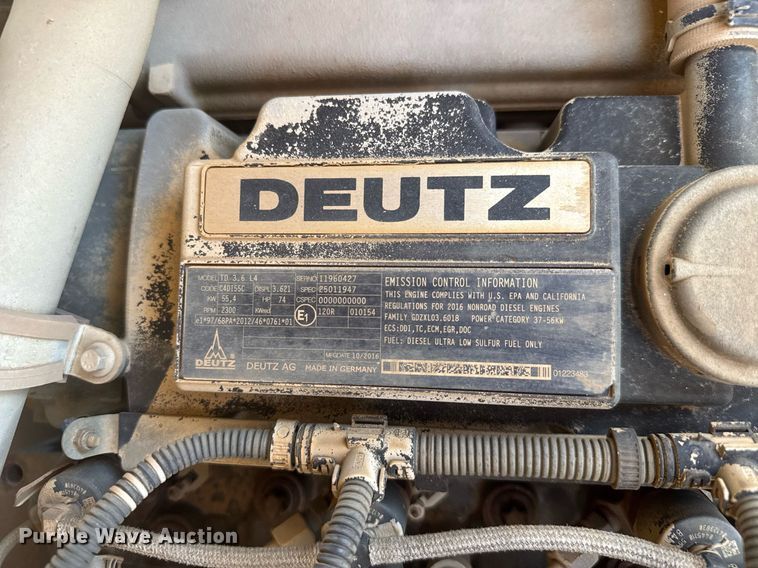 DEUTZ
MODEL TD 3.6 L4 SERNO 11960427
CODE C4DI55C DISPL 3.621 SPEC 25011947
KW 55,4 HP 74 CSPEC 0000000000
RPM 2300 KWred E1 120R 010154
e1*97/68PA*2012/46*0761*01
MFGDATE 10/2016
DEUTZ DEUTZ AG MADE IN GERMANY
EMISSION CONTROL INFORMATION
THIS ENGINE COMPLIES WITH U.S. EPA AND CALIFORNIA
REGULATIONS FOR 2016 NONROAD DIESEL ENGINES
FAMILY GDZXL03.6018 POWER CATEGORY 37-56KW
ECS:DDI,TC,ECM,EGR,DOC
FUEL: DIESEL ULTRA LOW SULFUR FUEL ONLY
01223483
Purple Wave Auction